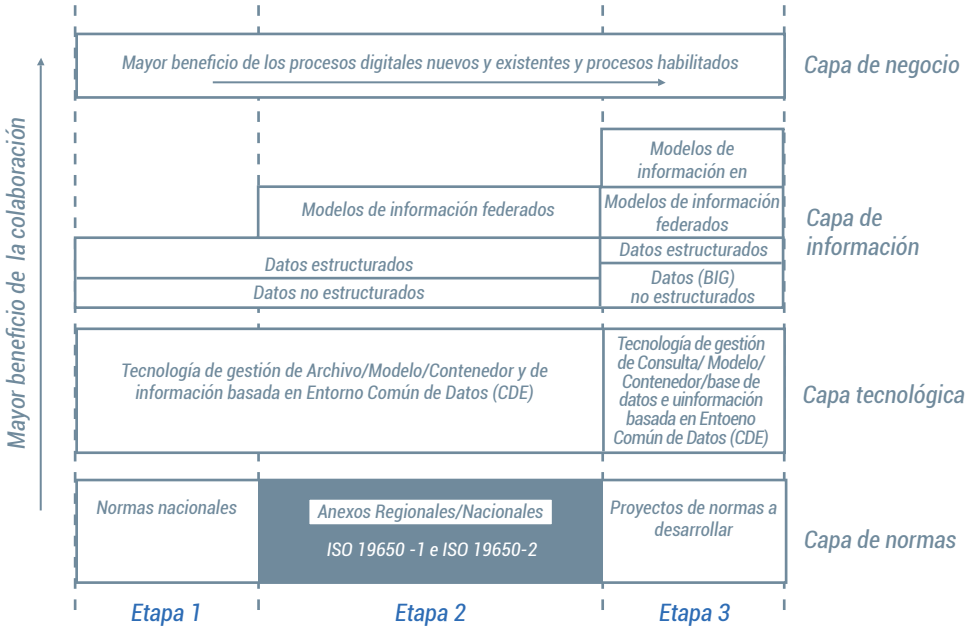 Mayor beneficio de los procesos digitales nuevos y existentes y procesos habilitados
Capa de negocio
Mayor beneficio de la colaboración
Modelos de
información en
Modelos de información federados
Modelos de información
federados
Capa de
información
Datos estructurados
Datos estructurados
Datos no estructurados
Datos (BIG)
no estructurados
Tecnología de gestión de Archivo/Modelo/Contenedor y de
información basada en Entorno Común de Datos (CDE)
Tecnología de gestión
de Consulta/ Modelo/
Contenedor/base de
datos e uinformación
basada en Entoeno
Común de Datos (CDE)
Capa tecnológica
Normas nacionales
Anexos Regionales/Nacionales
ISO 19650 -1 e ISO 19650-2
Proyectos de normas a
desarrollar
Capa de normas
Etapa 1
Etapa 2
Etapa 3